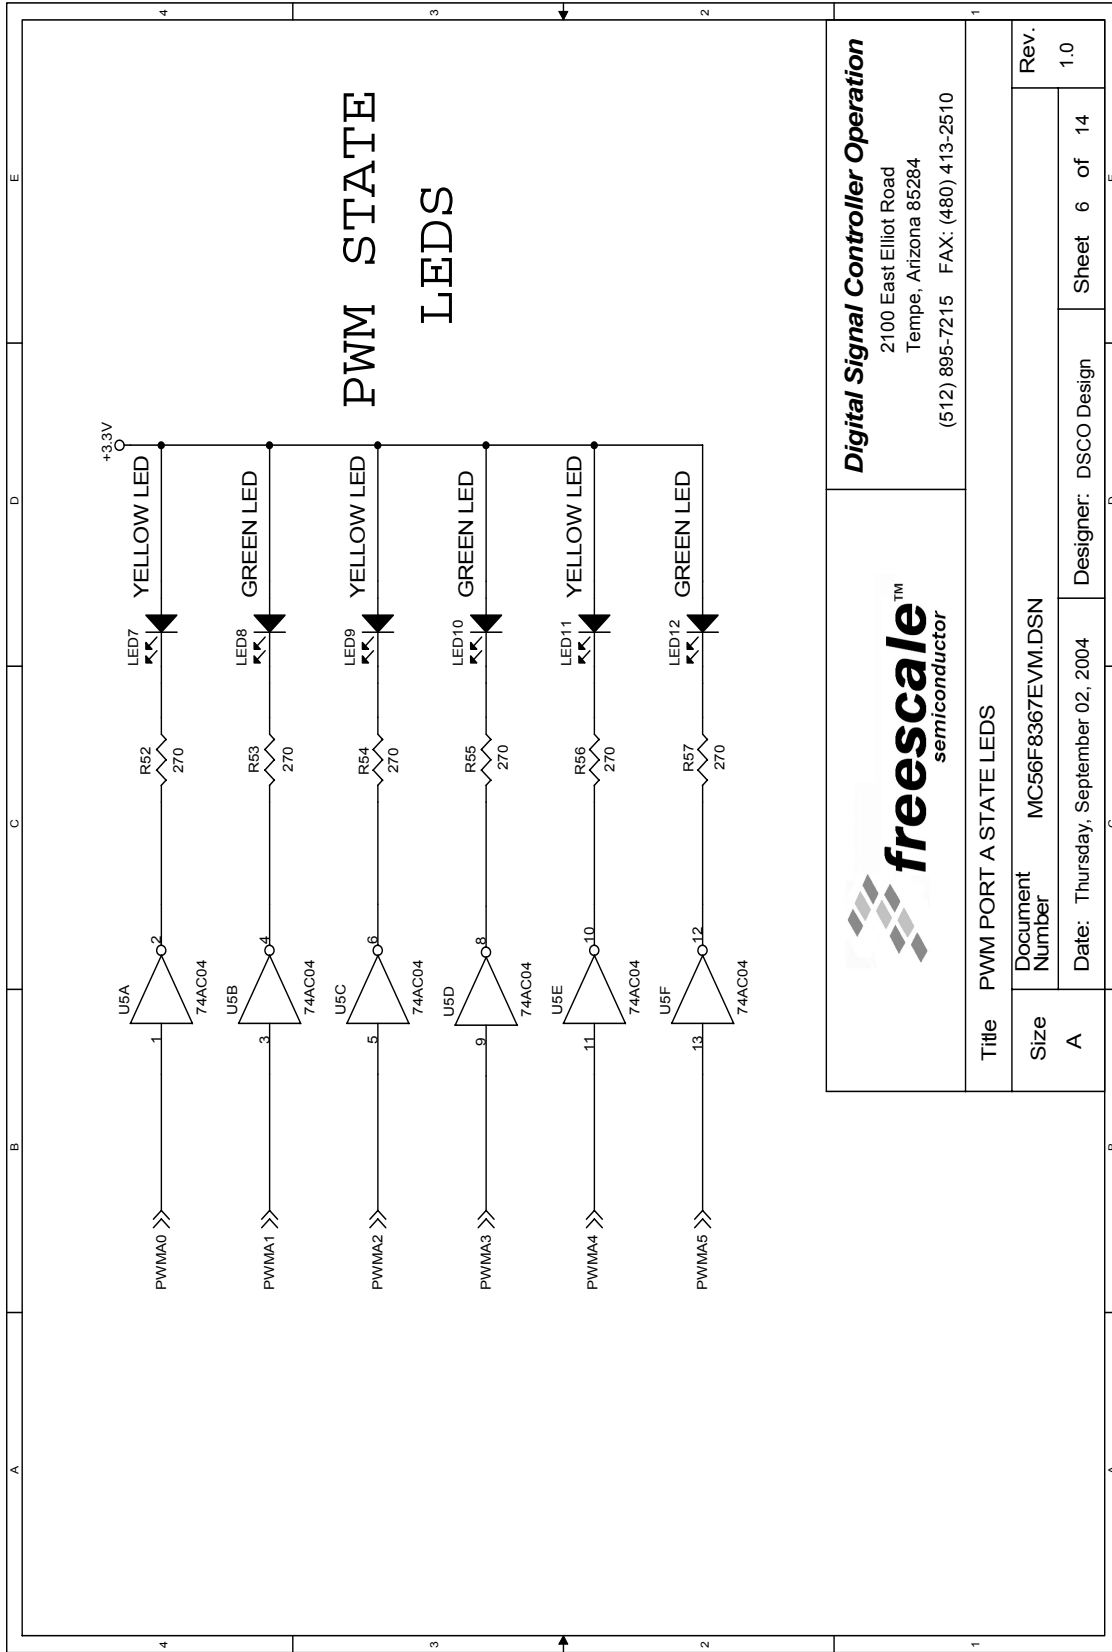 A
B
C
D
E
4
4
3
3
2
2
1
1
A
B
C
D
E
PWM STATE
LEDS
+3.3V
PWMA0
1
U5A
74AC04
2
R52
270
LED7
YELLOW LED
PWMA1
3
U5B
74AC04
4
R53
270
LED8
GREEN LED
PWMA2
5
U5C
74AC04
6
R54
270
LED9
YELLOW LED
PWMA3
9
U5D
74AC04
8
R55
270
LED10
GREEN LED
PWMA4
11
U5E
74AC04
10
R56
270
LED11
YELLOW LED
PWMA5
13
U5F
74AC04
12
R57
270
LED12
GREEN LED
freescale™
semiconductor
Digital Signal Controller Operation
2100 East Elliot Road
Tempe, Arizona 85284
(512) 895-7215 FAX: (480) 413-2510
Title PWM PORT A STATE LEDS
Size
A
Document
Number
MC56F8367EVM.DSN
Rev.
1.0
Date: Thursday, September 02, 2004
Designer: DSCO Design
Sheet 6 of 14